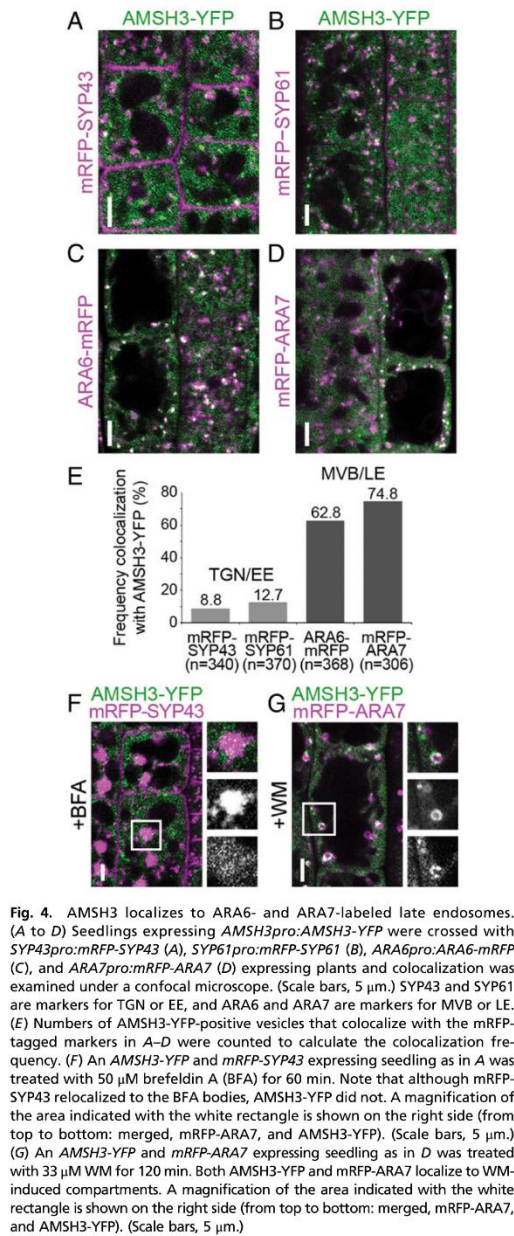 A
AMSH3-YFP
B
mRFP-SYP43
mRFP-SYP61
C
D
ARA6-mRFP
mRFP-ARA7
E
Frequency colocalization
with AMSH3-YFP (%)
80
60
40
20
0
TGN/EE
MVB/LE
8.8
12.7
62.8
74.8
mRFP-
SYP43
(n=340)
mRFP-
SYP61
(n=370)
ARA6-
mRFP
(n=368)
mRFP-
ARA7
(n=306)
F
AMSH3-YFP
mRFP-SYP43
+BFA
G
AMSH3-YFP
mRFP-ARA7
+WM
Fig. 4. AMSH3 localizes to ARA6- and ARA7-labeled late endosomes.
(A to D) Seedlings expressing AMSH3pro:AMSH3-YFP were crossed with
SYP43pro:mRFP-SYP43 (A), SYP61pro:mRFP-SYP61 (B), ARA6pro:ARA6-mRFP
(C), and ARA7pro:mRFP-ARA7 (D) expressing plants and colocalization was
examined under a confocal microscope. (Scale bars, 5 μm.) SYP43 and SYP61
are markers for TGN or EE, and ARA6 and ARA7 are markers for MVB or LE.
(E) Numbers of AMSH3-YFP-positive vesicles that colocalize with the mRFP-
tagged markers in A–D were counted to calculate the colocalization fre-
quency. (F) An AMSH3-YFP and mRFP-SYP43 expressing seedling as in A was
treated with 50 μM brefeldin A (BFA) for 60 min. Note that although mRFP-
SYP43 relocalized to the BFA bodies, AMSH3-YFP did not. A magnification of
the area indicated with the white rectangle is shown on the right side (from
top to bottom: merged, mRFP-ARA7, and AMSH3-YFP). (Scale bars, 5 μm.)
(G) An AMSH3-YFP and mRFP-ARA7 expressing seedling as in D was treated
with 33 μM WM for 120 min. Both AMSH3-YFP and mRFP-ARA7 localize to WM-
induced compartments. A magnification of the area indicated with the white
rectangle is shown on the right side (from top to bottom: merged, mRFP-ARA7,
and AMSH3-YFP). (Scale bars, 5 μm.)